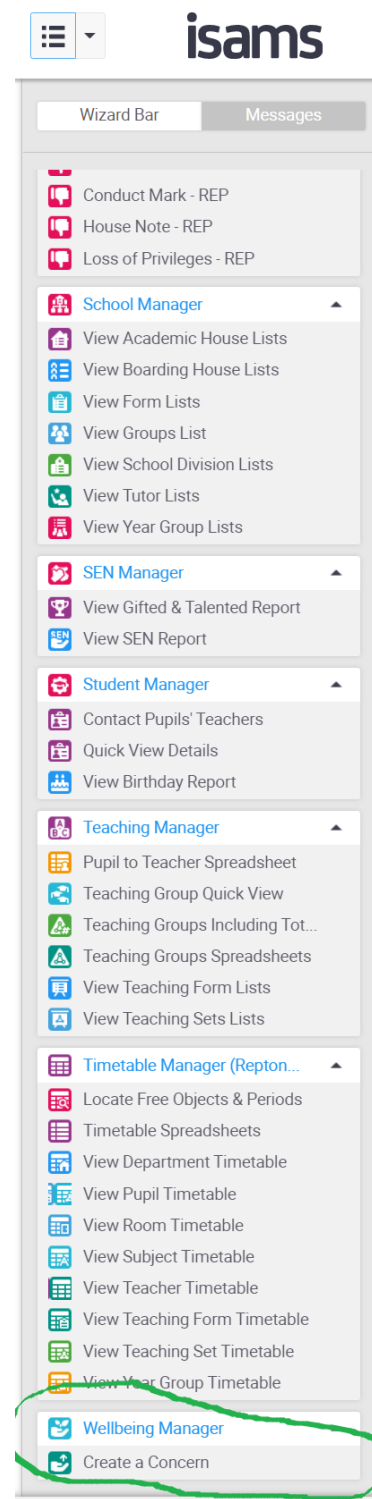 isams
Wizard Bar Messages
Conduct Mark - REP
House Note - REP
Loss of Privileges - REP
School Manager
View Academic House Lists
View Boarding House Lists
View Form Lists
View Groups List
View School Division Lists
View Tutor Lists
View Year Group Lists
SEN Manager
View Gifted & Talented Report
SEN View SEN Report
Student Manager
Contact Pupils' Teachers
Quick View Details
View Birthday Report
Teaching Manager
Pupil to Teacher Spreadsheet
Teaching Group Quick View
Teaching Groups Including Tot...
Teaching Groups Spreadsheets
View Teaching Form Lists
View Teaching Sets Lists
Timetable Manager (Repton...
Locate Free Objects & Periods
Timetable Spreadsheets
View Department Timetable
View Pupil Timetable
View Room Timetable
View Subject Timetable
View Teacher Timetable
View Teaching Form Timetable
View Teaching Set Timetable
View Year Group Timetable
Wellbeing Manager
Create a Concern